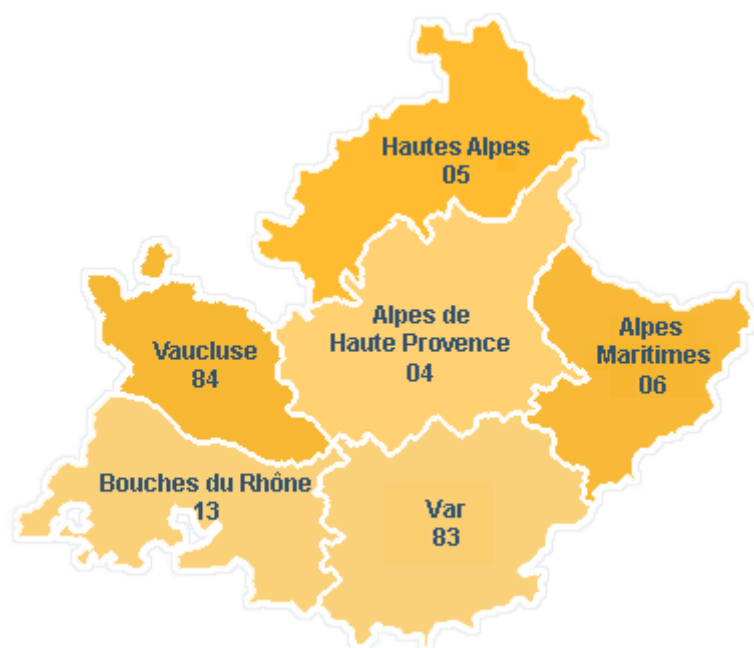 Hautes Alpes
05
Alpes de
Haute Provence
04
Alpes
Maritimes
06
Vaucluse
84
Bouches du Rhône
13
Var
83